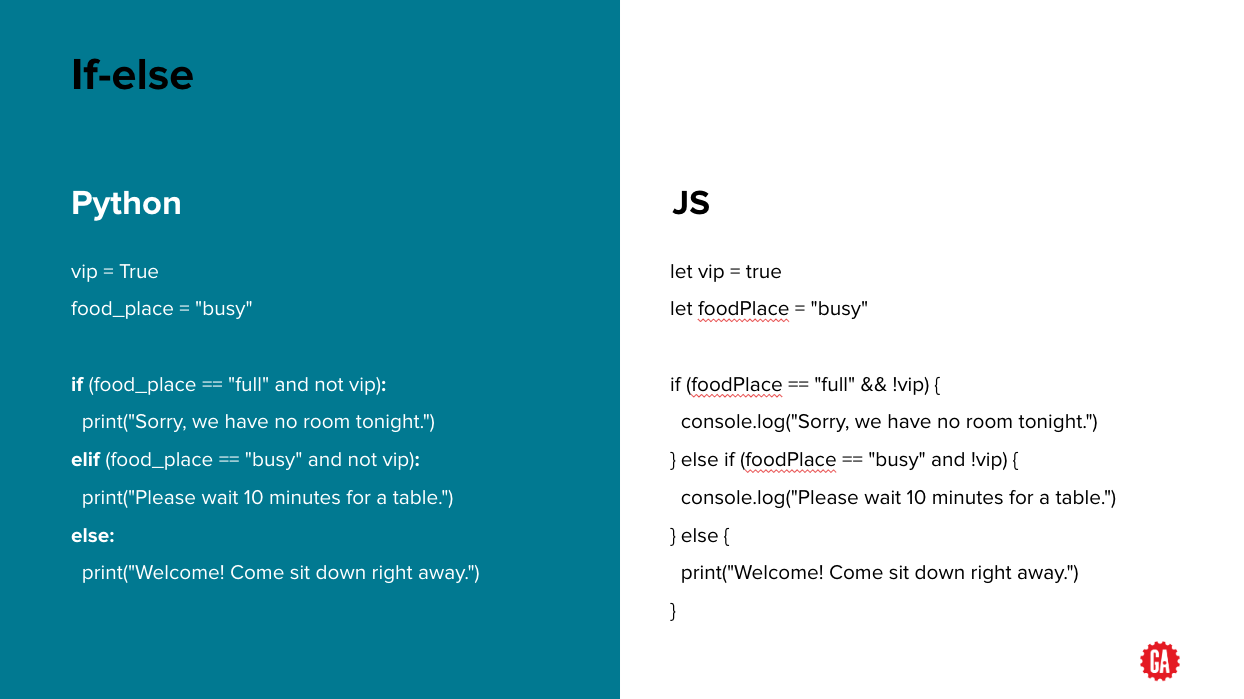 If-else
Python
vip = True
food_place = "busy"
if (food_place == "full" and not vip):
print("Sorry, we have no room tonight.")
elif (food_place == "busy" and not vip):
print("Please wait 10 minutes for a table.")
else:
print("Welcome! Come sit down right away.")
JS
let vip = true
let foodPlace = "busy"
if (foodPlace == "full" && !vip) {
console.log("Sorry, we have no room tonight.")
} else if (foodPlace == "busy" and !vip) {
console.log("Please wait 10 minutes for a table.")
} else {
print("Welcome! Come sit down right away.")
}
GA